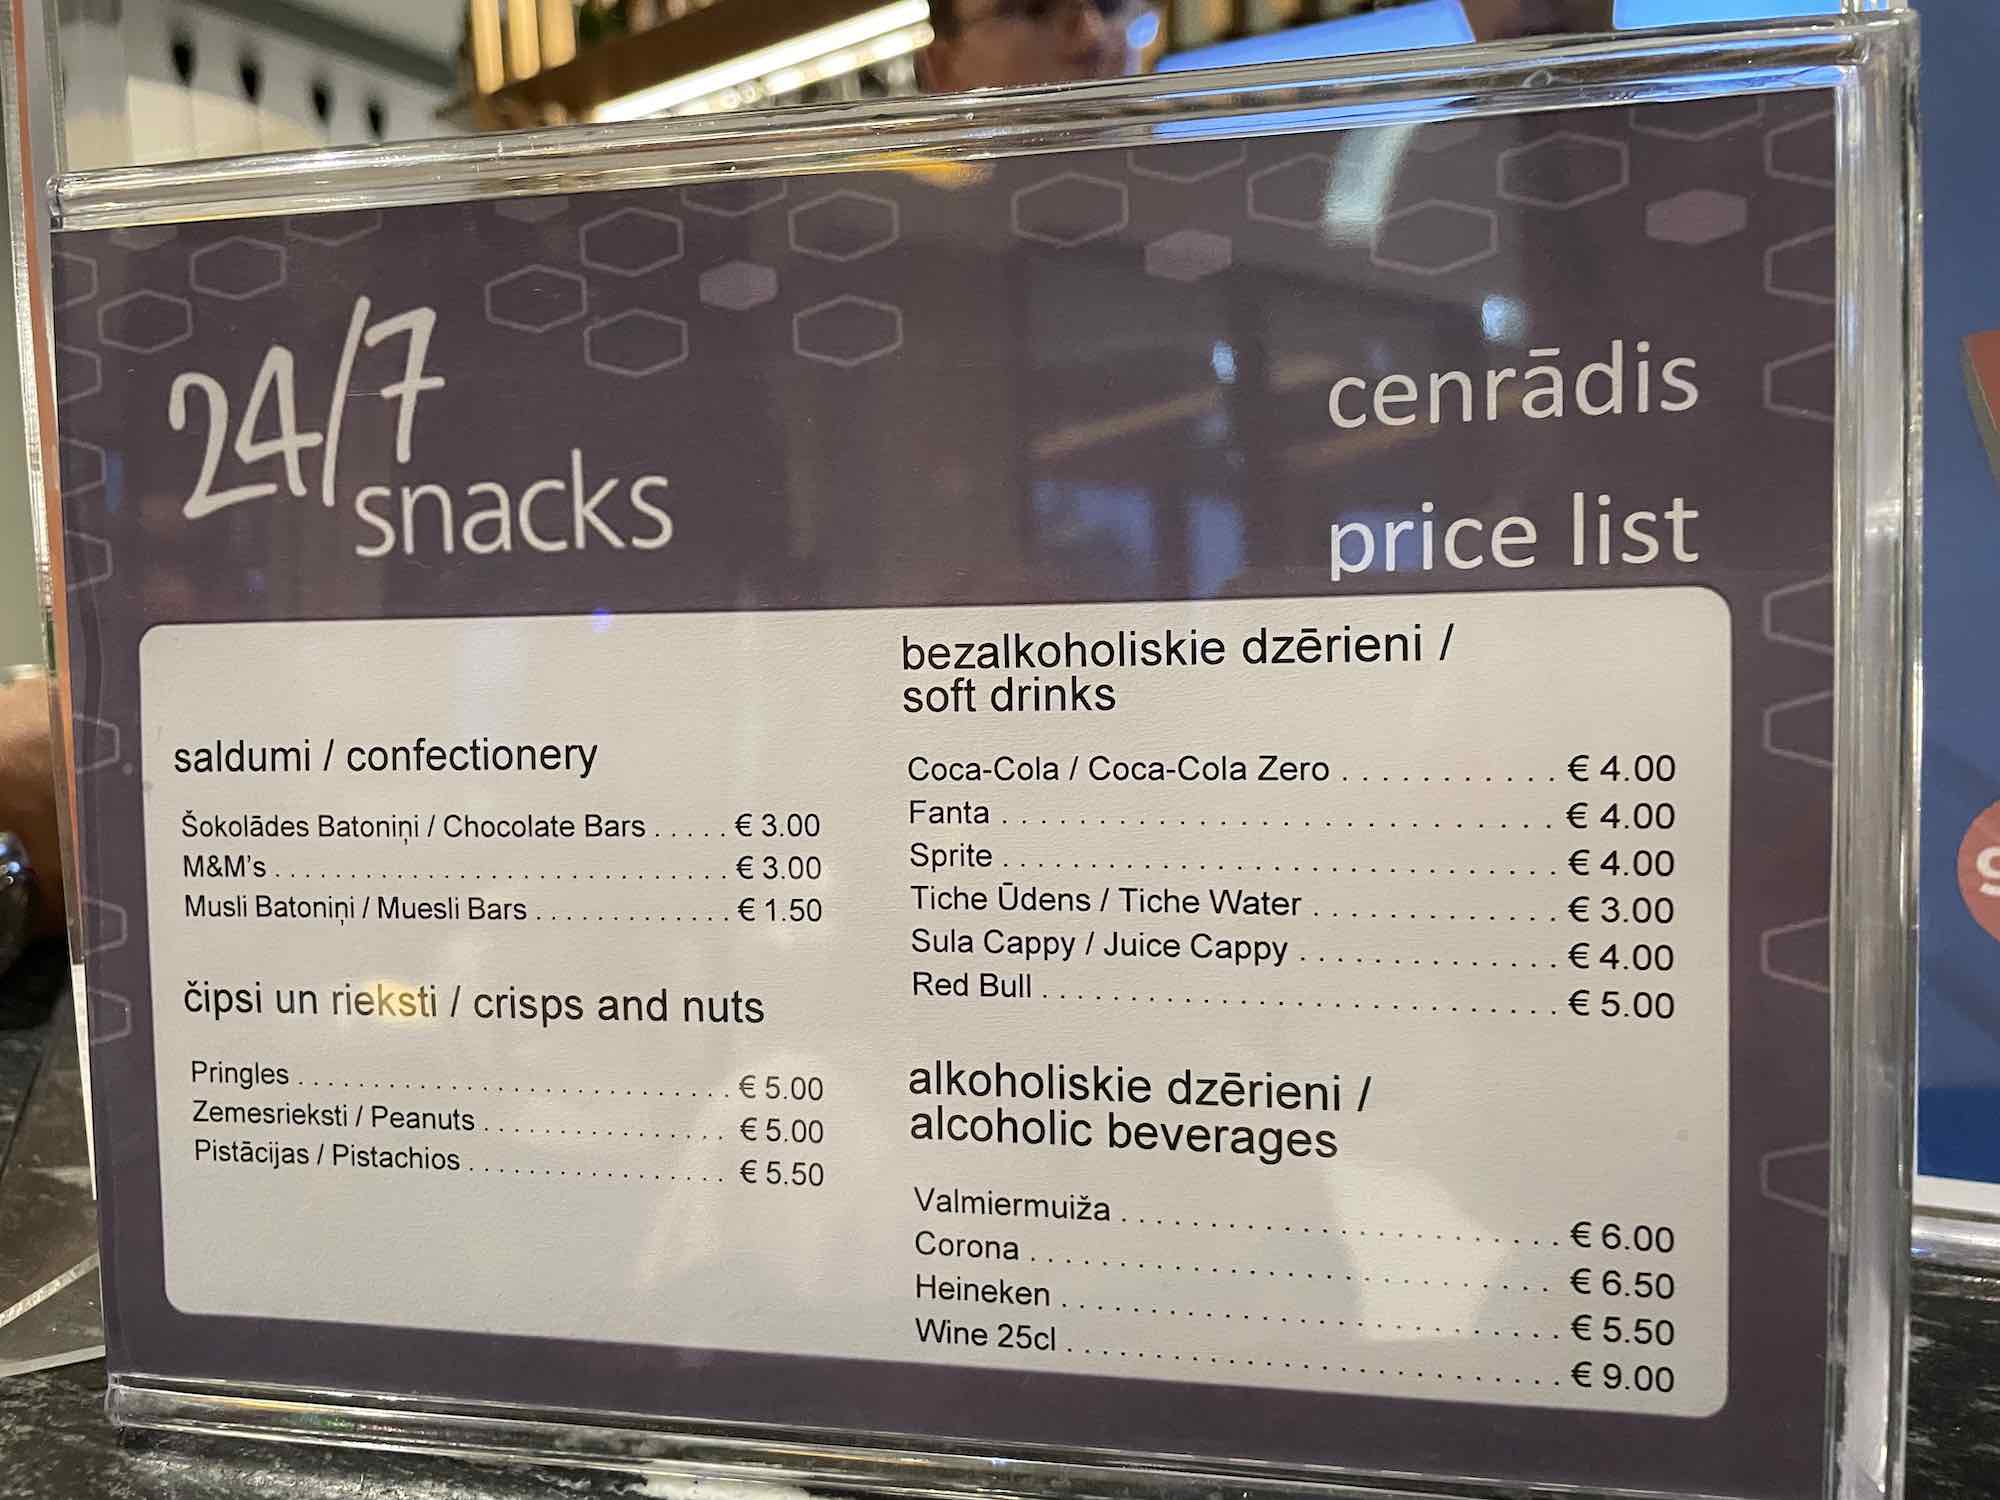 24/7
snacks
cenrādis
price list
saldumi / confectionery
Šokolādes Batoniņi / Chocolate Bars ..... € 3.00
M&M's ..... € 3.00
Musli Batoniņi / Muesli Bars ..... € 1.50
čipsi un rieksti / crisps and nuts
Pringles ..... € 5.00
Zemesrieksti / Peanuts ..... € 5.00
Pistācijas / Pistachios ..... € 5.50
bezalkoholiskie dzērieni /
soft drinks
Coca-Cola / Coca-Cola Zero ..... € 4.00
Fanta ..... € 4.00
Sprite ..... € 4.00
Tiche Ūdens / Tiche Water ..... € 3.00
Sula Cappy / Juice Cappy ..... € 4.00
Red Bull ..... € 5.00
alkoholiskie dzērieni /
alcoholic beverages
Valmiermuiža ..... € 6.00
Corona ..... € 6.50
Heineken ..... € 5.50
Wine 25cl ..... € 9.00